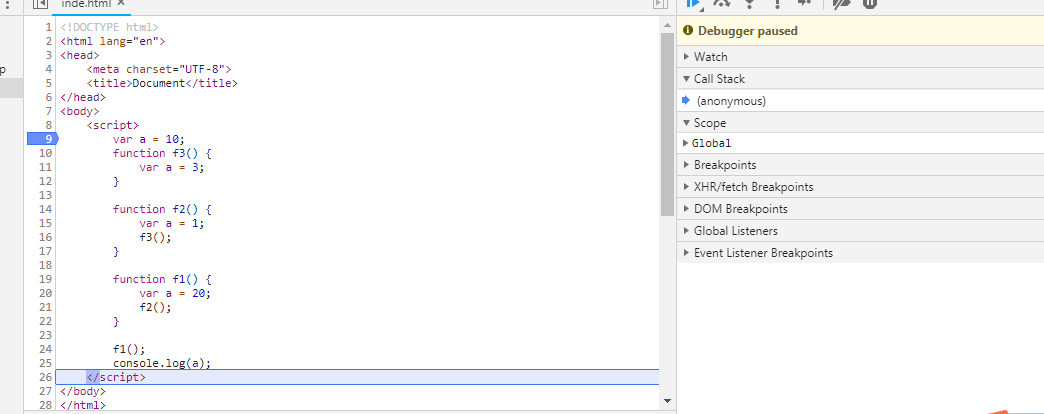 inde.html ×
1 <!DOCTYPE html>
2 <html lang="en">
3 <head>
4     <meta charset="UTF-8">
5     <title>Document</title>
6 </head>
7 <body>
8     <script>
9         var a = 10;
10         function f3() {
11             var a = 3;
12         }
13
14         function f2() {
15             var a = 1;
16             f3();
17         }
18
19         function f1() {
20             var a = 20;
21             f2();
22         }
23
24         f1();
25         console.log(a);
26     </script>
27 </body>
28 </html>
p
Debugger paused
Watch
Call Stack
(anonymous)
Scope
Global
Breakpoints
XHR/fetch Breakpoints
DOM Breakpoints
Global Listeners
Event Listener Breakpoints